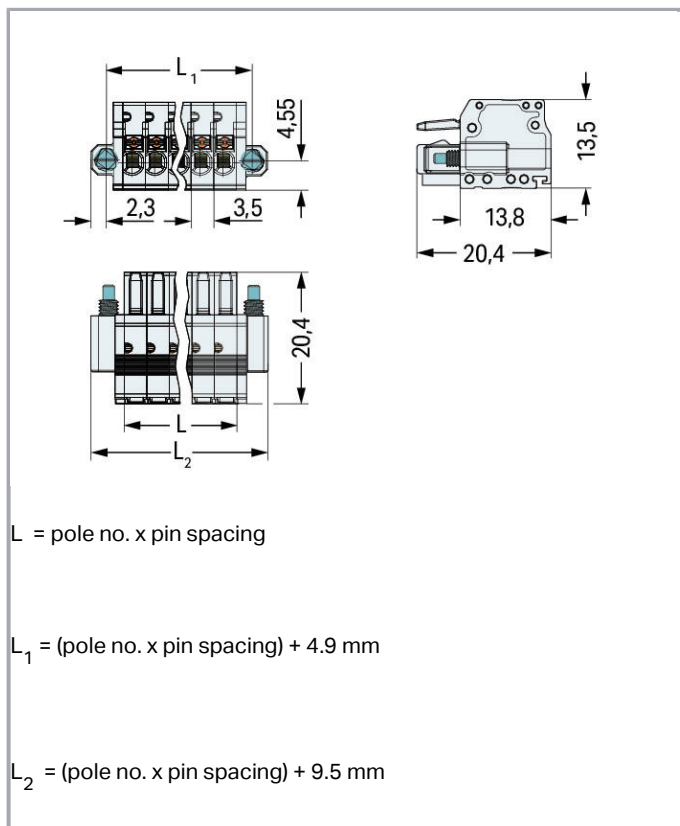 L1
4,55
2,3
3,5
13,5
13,8
20,4
20,4
L
L2
L = pole no. x pin spacing
L1 = (pole no. x pin spacing) + 4.9 mm
L2 = (pole no. x pin spacing) + 9.5 mm